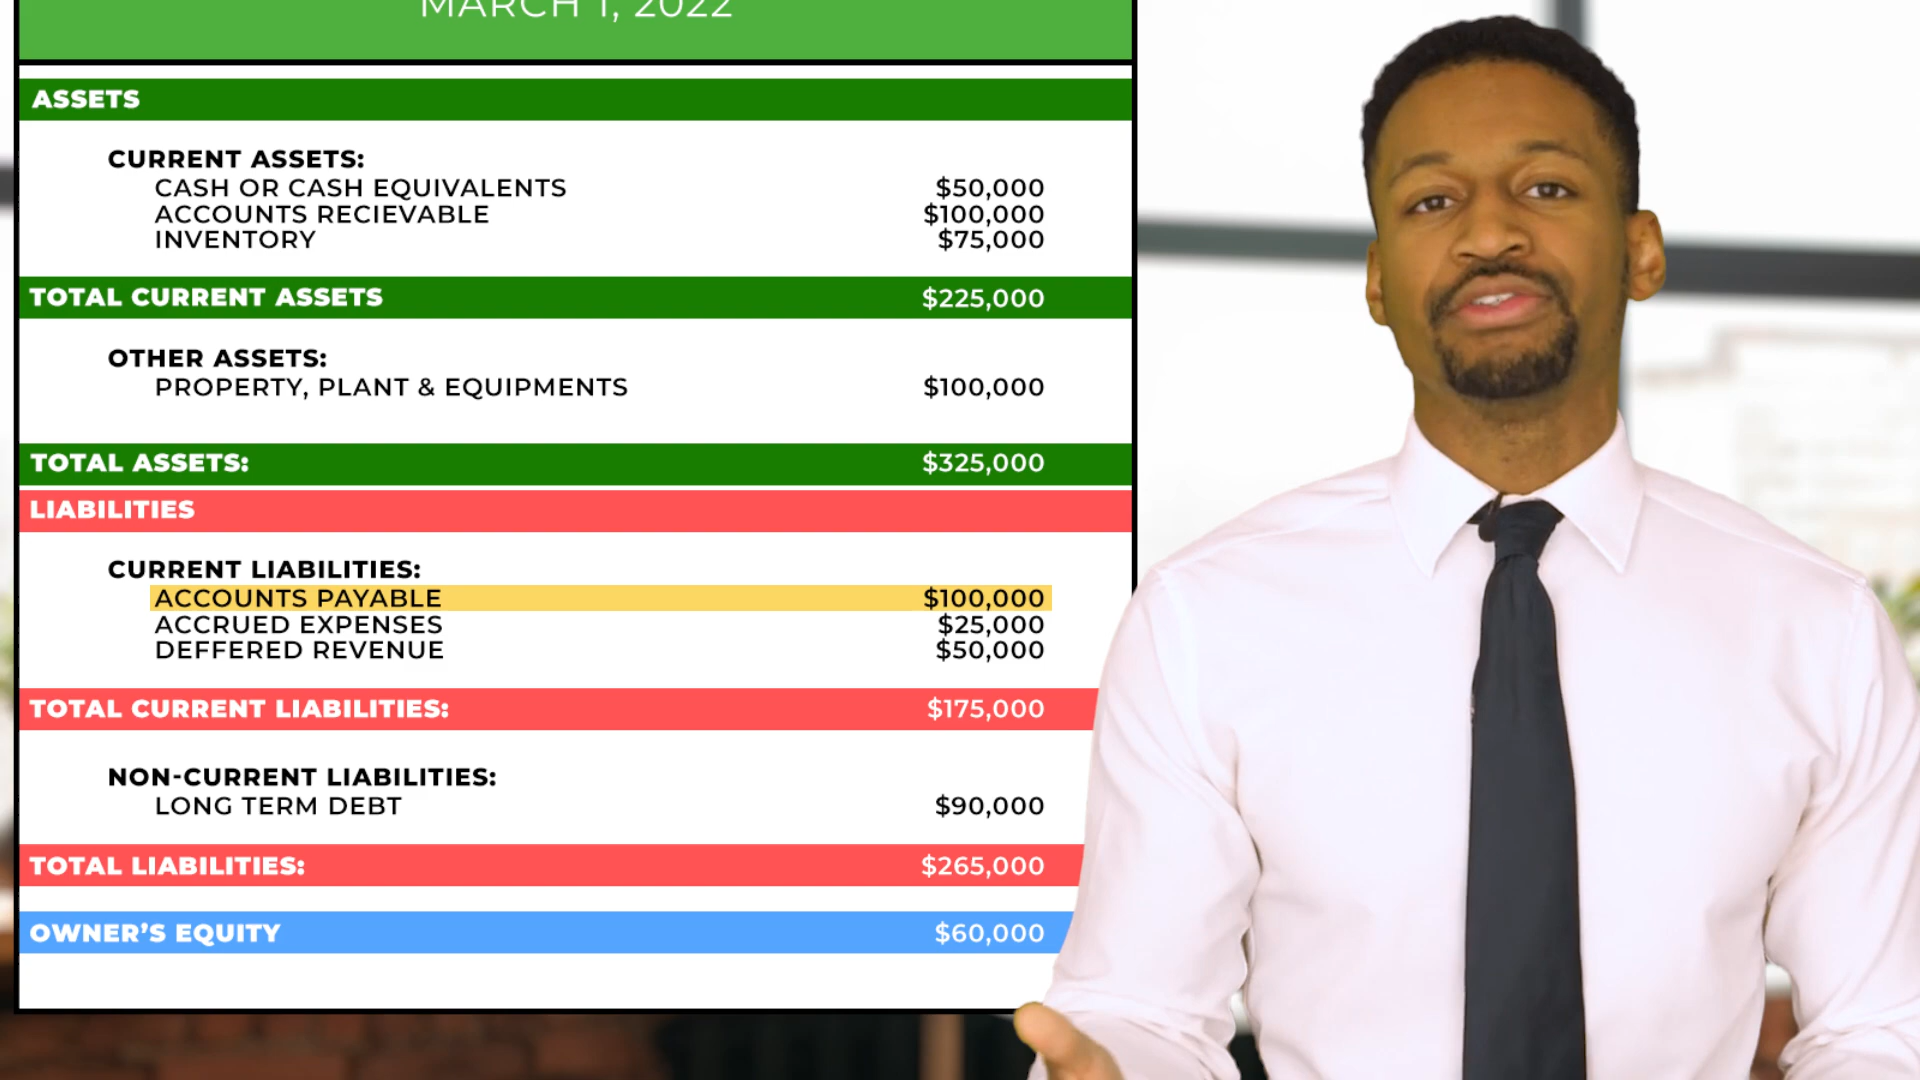 MARCH 1, 2022
ASSETS
CURRENT ASSETS:
CASH OR CASH EQUIVALENTS $50,000
ACCOUNTS RECIEVABLE $100,000
INVENTORY $75,000
TOTAL CURRENT ASSETS $225,000
OTHER ASSETS:
PROPERTY, PLANT & EQUIPMENTS $100,000
TOTAL ASSETS: $325,000
LIABILITIES
CURRENT LIABILITIES:
ACCOUNTS PAYABLE $100,000
ACCRUED EXPENSES $25,000
DEFFERED REVENUE $50,000
TOTAL CURRENT LIABILITIES: $175,000
NON-CURRENT LIABILITIES:
LONG TERM DEBT $90,000
TOTAL LIABILITIES: $265,000
OWNER'S EQUITY $60,000